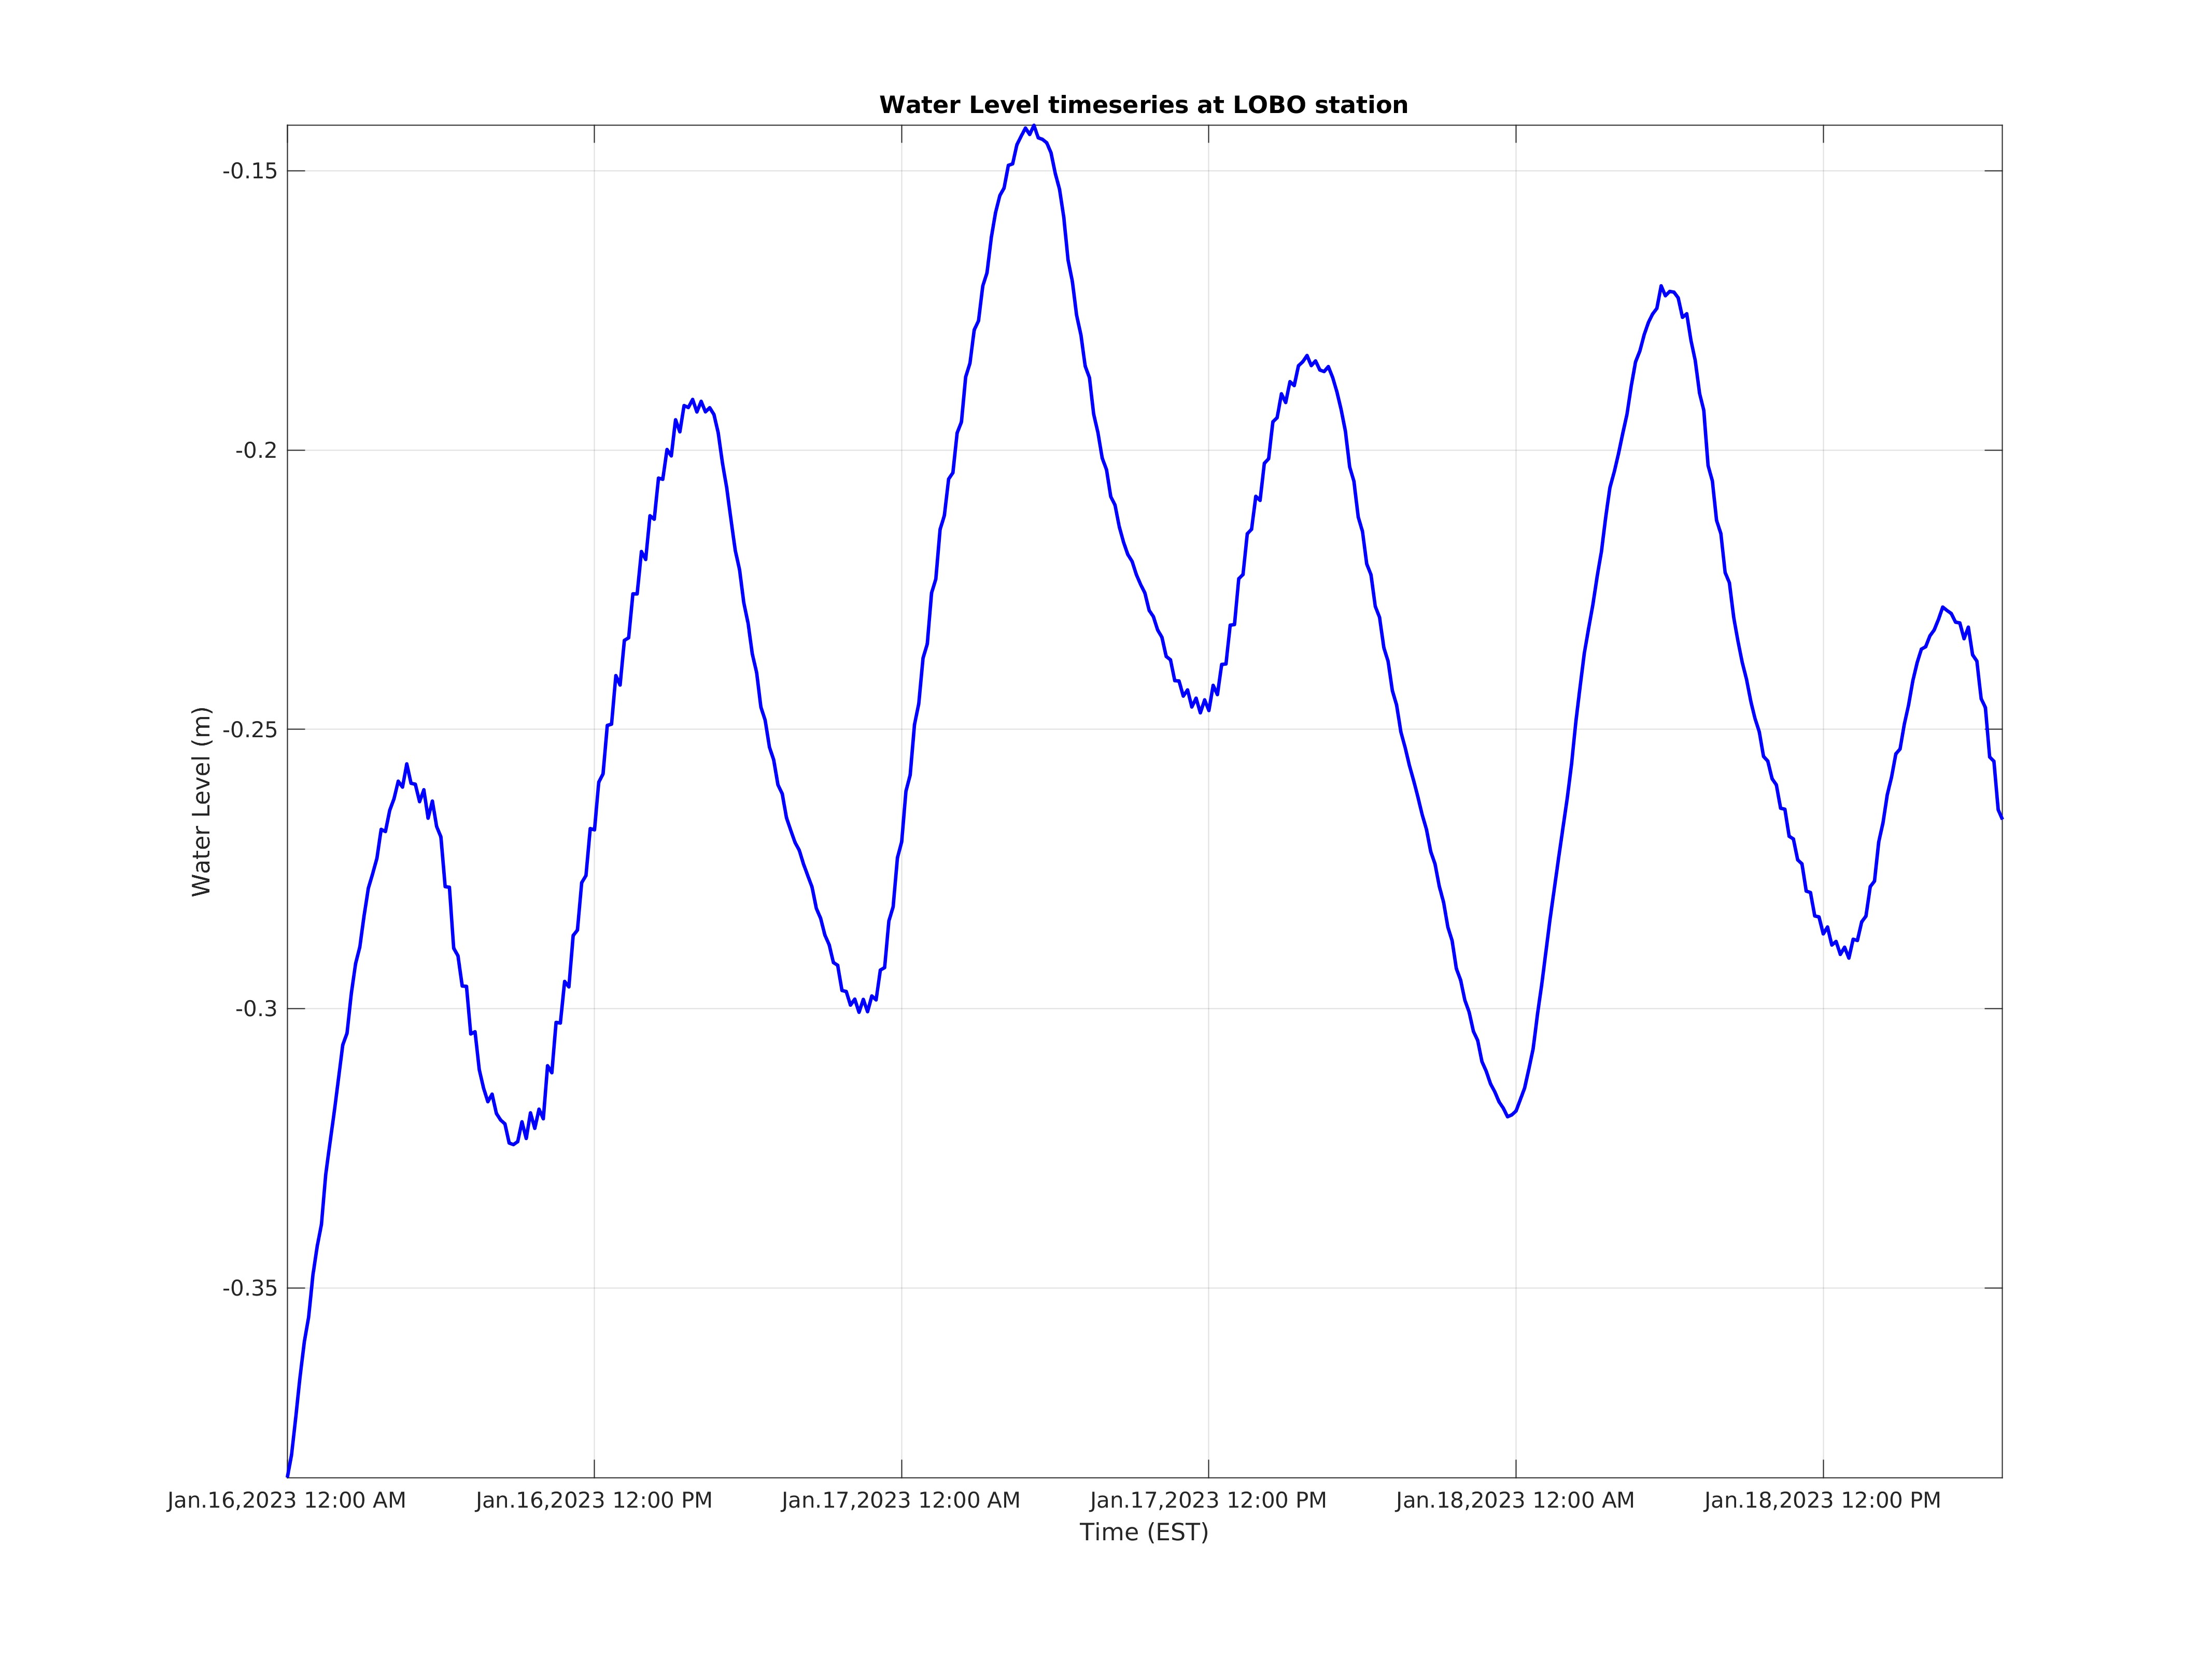 Water Level timeseries at LOBO station
-0.15
-0.2
-0.25
-0.3
-0.35
Water Level (m)
Jan.16,2023 12:00 AM
Jan.16,2023 12:00 PM
Jan.17,2023 12:00 AM
Jan.17,2023 12:00 PM
Jan.18,2023 12:00 AM
Jan.18,2023 12:00 PM
Time (EST)